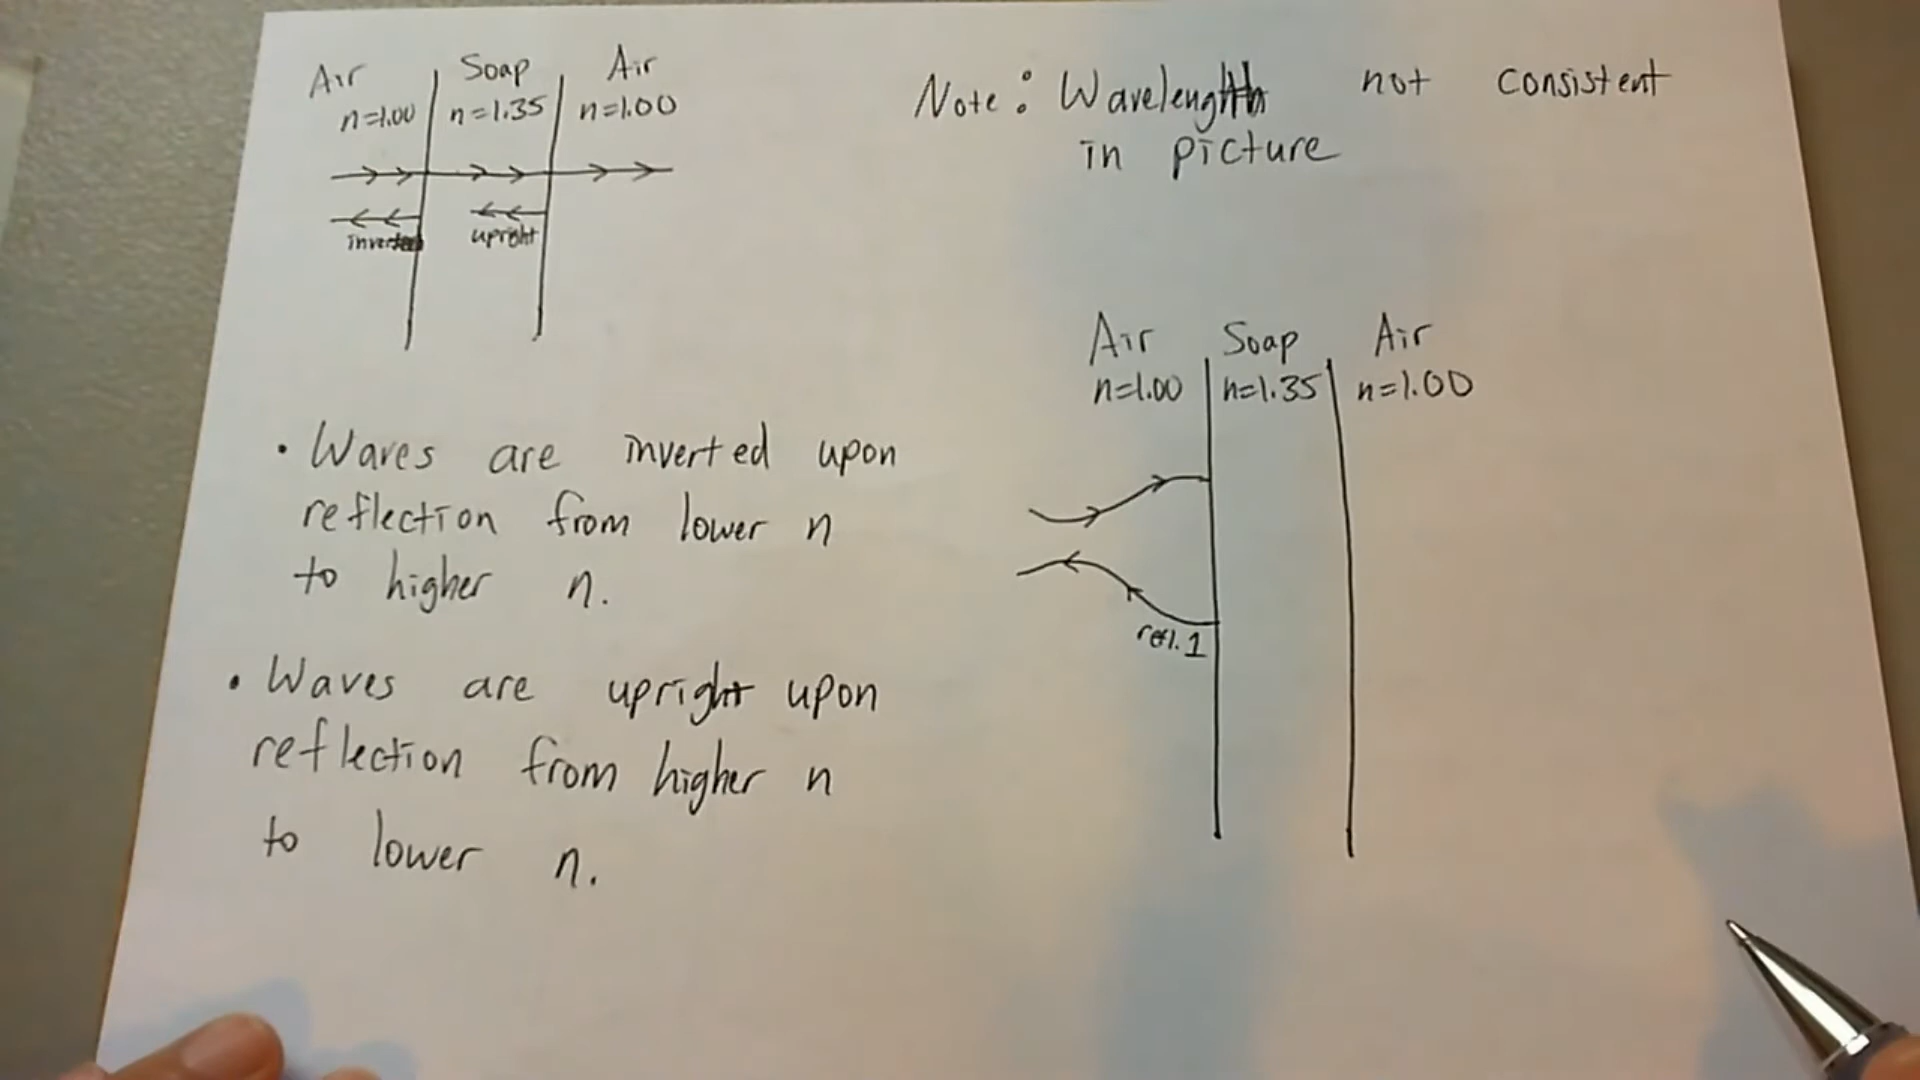 Air Soap Air
n=1.00 n=1.35 n=1.00
inverted upright
Note: Wavelength not consistent
in picture
• Waves are inverted upon
reflection from lower n
to higher n.
• Waves are upright upon
reflection from higher n
to lower n.
Air Soap Air
n=1.00 n=1.35 n=1.00
refl. 1